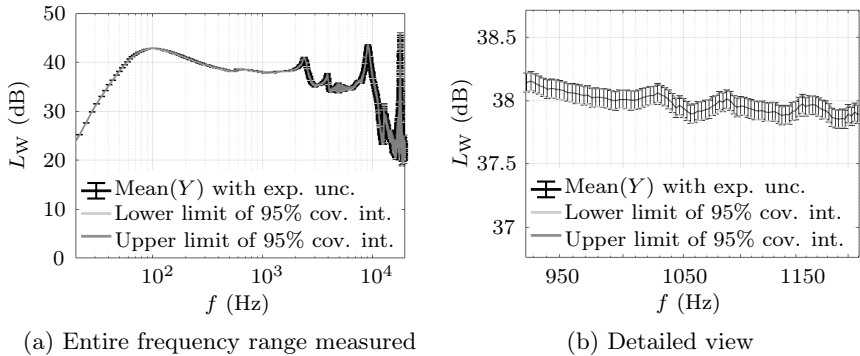 50
40
30
20
10
0
L_W (dB)
Mean(Y) with exp. unc.
Lower limit of 95% cov. int.
Upper limit of 95% cov. int.
10^2 10^3 10^4
f (Hz)
(a) Entire frequency range measured
38.5
38
37.5
37
L_W (dB)
Mean(Y) with exp. unc.
Lower limit of 95% cov. int.
Upper limit of 95% cov. int.
950 1050 1150
f (Hz)
(b) Detailed view